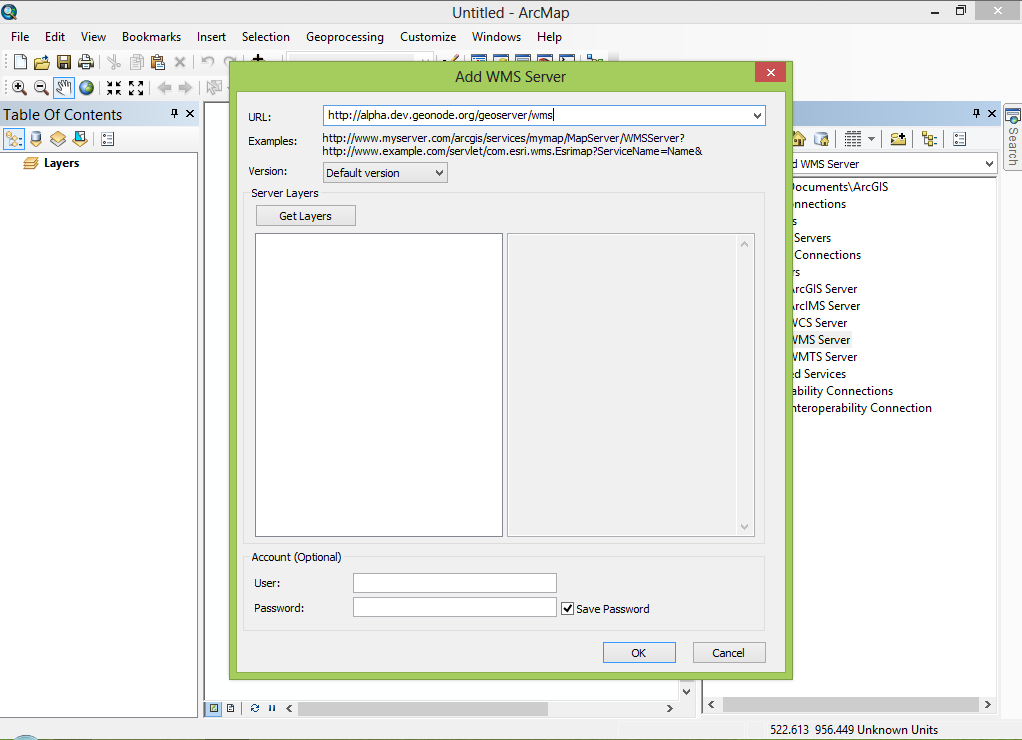 Untitled - ArcMap
File Edit View Bookmarks Insert Selection Geoprocessing Customize Windows Help
Add WMS Server
Table Of Contents
Layers
URL: http://alpha.dev.geonode.org/geoserver/wms
Examples: http://www.myserver.com/arcgis/services/mymap/MapServer/WMSServer?
http://www.example.com/servlet/com.esri.wms.Esrimap?ServiceName=Name&
Version: Default version
Server Layers
Get Layers
Account (Optional)
User:
Password:
Save Password
OK Cancel
Search
d WMS Server
Documents\ArcGIS
nnections
s
Servers
Connections
rs
ArcGIS Server
ArcIMS Server
WCS Server
WMS Server
WMTS Server
ed Services
ability Connections
nteroperability Connection
522.613 956.449 Unknown Units